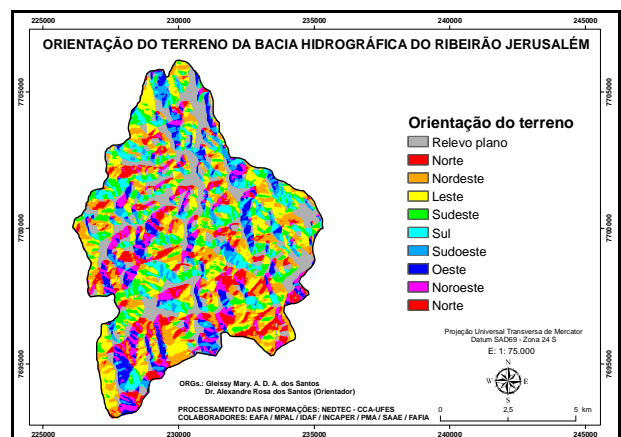 225000 230000 235000 240000 245000
ORIENTAÇÃO DO TERRENO DA BACIA HIDROGRÁFICA DO RIBEIRÃO JERUSALÉM
7705000 7705000
7700000 7700000
7695000 7695000
Orientação do terreno
Relevo plano
Norte
Nordeste
Leste
Sudeste
Sul
Sudoeste
Oeste
Noroeste
Norte
Projeção Universal Transversa de Mercator
Datum SAD69 - Zona 24 S
E: 1: 75.000
N
W E
S
ORGs.: Gleissy Mary. A. D. A. dos Santos
Dr. Alexandre Rosa dos Santos (Orientador)
PROCESSAMENTO DAS INFORMAÇÕES: NEDTEC - CCA-UFES
COLABORADORES: EAFA / MPAL / IDAF / INCAPER / PMA / SAAE / FAFIA
0 2,5 5 km
225000 230000 235000 240000 245000